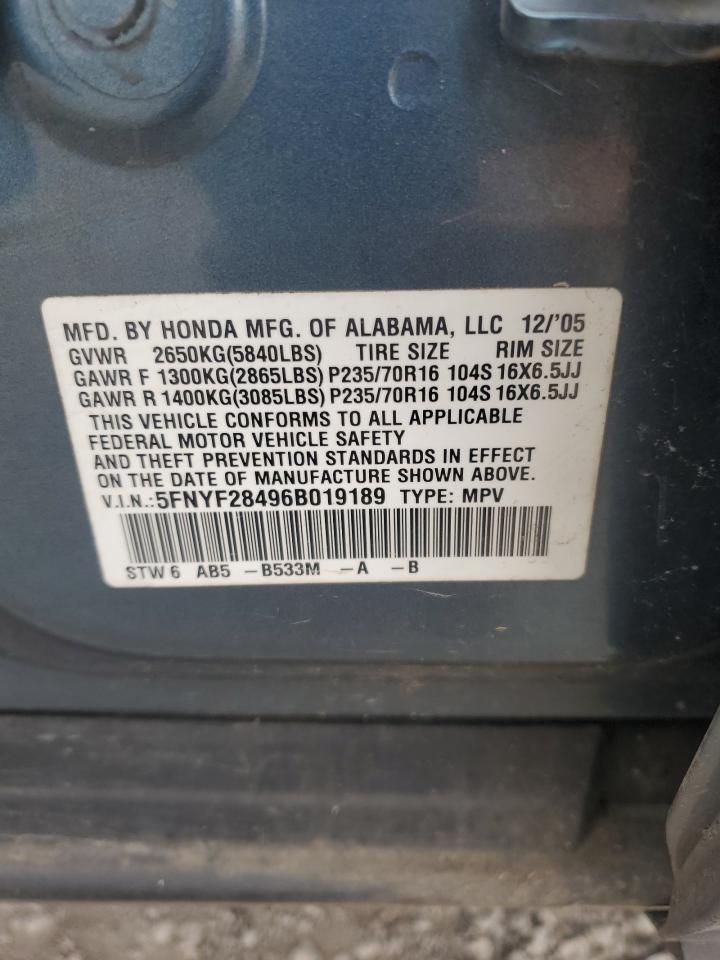 MFD. BY HONDA MFG. OF ALABAMA, LLC 12/'05
GVWR 2650KG(5840LBS) TIRE SIZE RIM SIZE
GAWR F 1300KG(2865LBS) P235/70R16 104S 16X6.5JJ
GAWR R 1400KG(3085LBS) P235/70R16 104S 16X6.5JJ
THIS VEHICLE CONFORMS TO ALL APPLICABLE
FEDERAL MOTOR VEHICLE SAFETY
AND THEFT PREVENTION STANDARDS IN EFFECT
ON THE DATE OF MANUFACTURE SHOWN ABOVE.
V.I.N.:5FNYF28496B019189 TYPE: MPV
STW6 AB5 -B533M -A -B